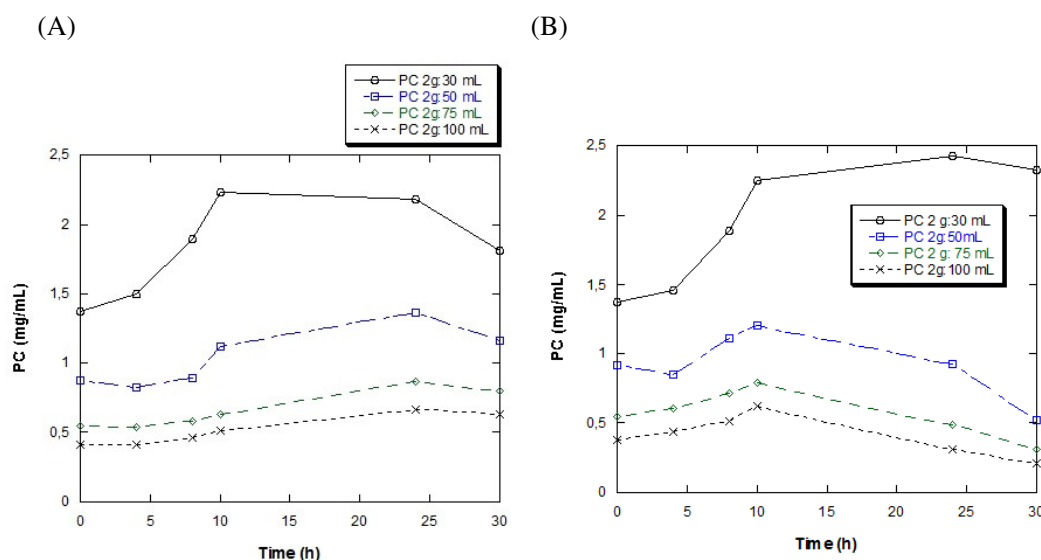 (A)
PC 2g:30 mL
PC 2g:50 mL
PC 2g:75 mL
PC 2g:100 mL
2,5
2
1,5
1
0,5
0
PC (mg/mL)
0 5 10 15 20 25 30
Time (h)
(B)
2,5
2
1,5
1
0,5
0
PC (mg/mL)
PC 2 g:30 mL
PC 2g:50mL
PC 2 g: 75 mL
PC 2g:100 mL
0 5 10 15 20 25 30
Time (h)